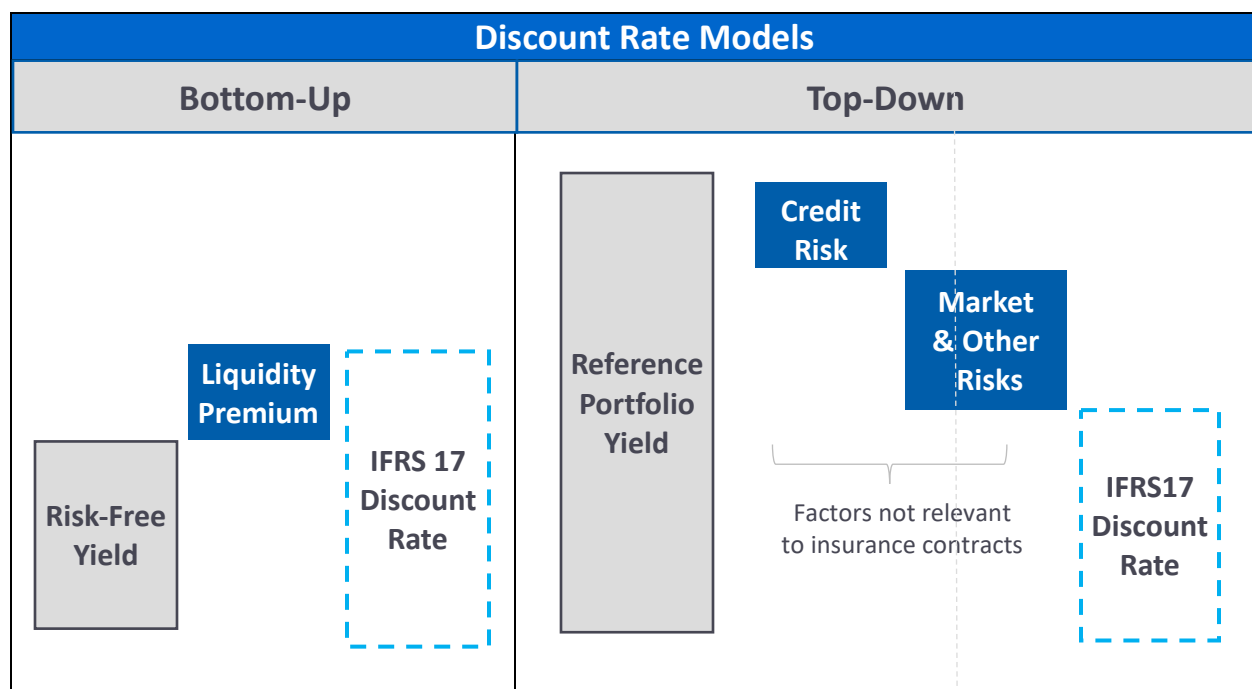 Discount Rate Models
Bottom-Up
Top-Down
Risk-Free
Yield
Liquidity
Premium
IFRS 17
Discount
Rate
Reference
Portfolio
Yield
Credit
Risk
Market
& Other
Risks
Factors not relevant
to insurance contracts
IFRS17
Discount
Rate